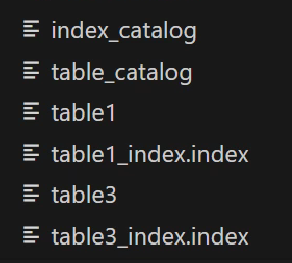 index_catalog
table_catalog
table1
table1_index.index
table3
table3_index.index